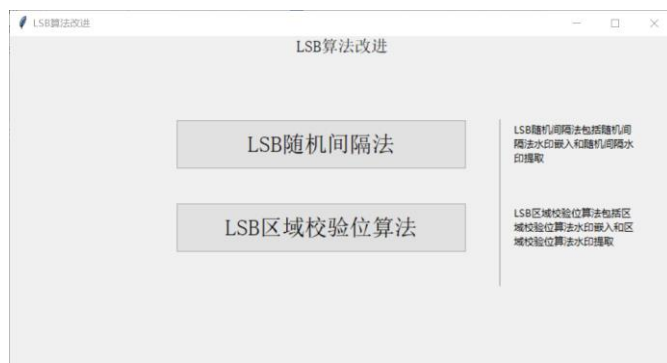 LSB算法改进
LSB算法改进
LSB随机间隔法
LSB随机间隔法包括随机间
隔法水印嵌入和随机间隔水
印提取
LSB区域校验位算法
LSB区域校验位算法包括区
域校验位算法水印嵌入和区
域校验位算法水印提取